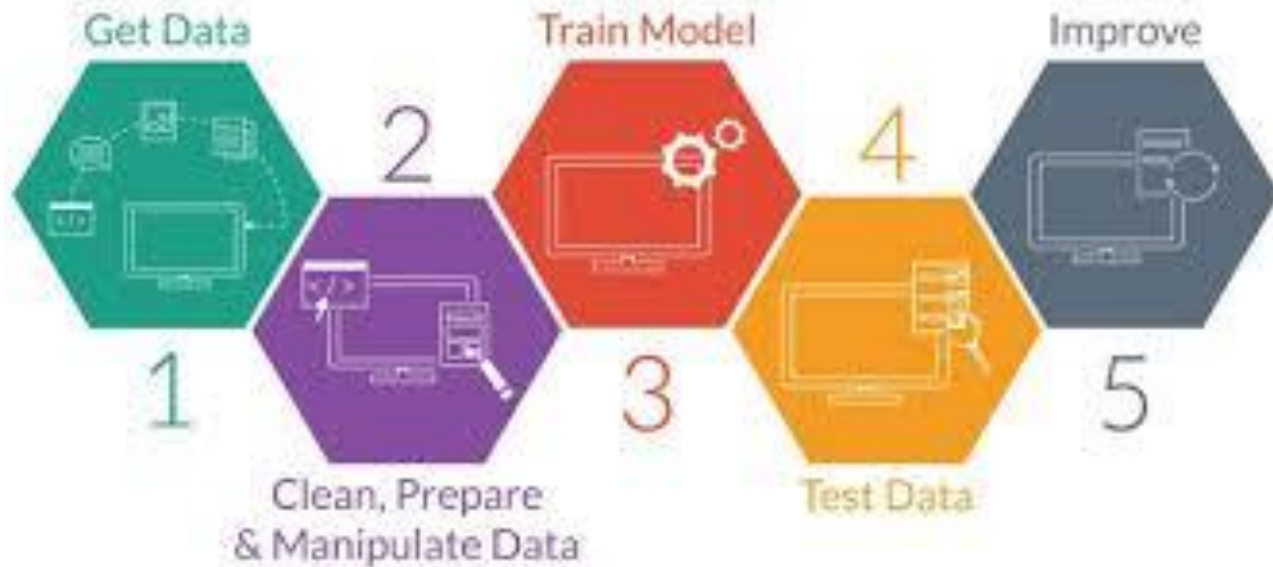 Get Data
1
2
Clean, Prepare
& Manipulate Data
Train Model
3
4
Test Data
Improve
5